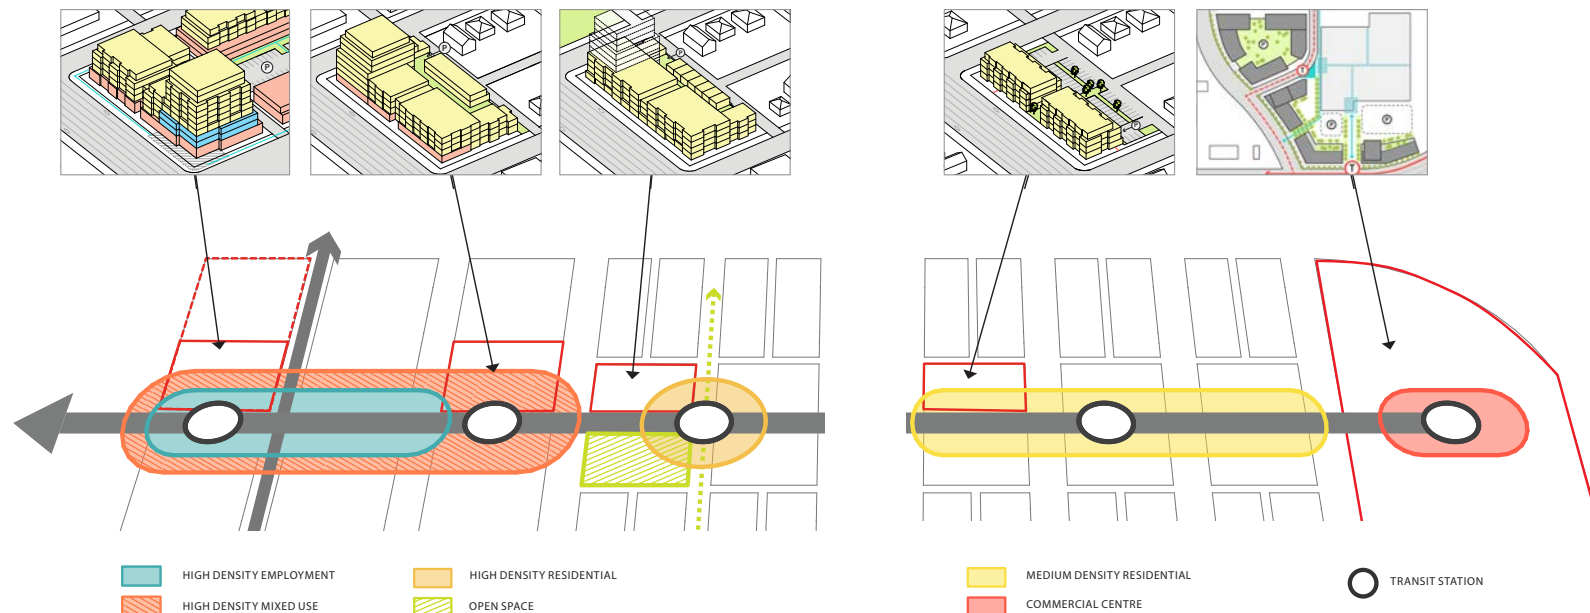 P
P
P
P
P
T
P
P
T
HIGH DENSITY EMPLOYMENT
HIGH DENSITY RESIDENTIAL
MEDIUM DENSITY RESIDENTIAL
TRANSIT STATION
HIGH DENSITY MIXED USE
OPEN SPACE
COMMERCIAL CENTRE